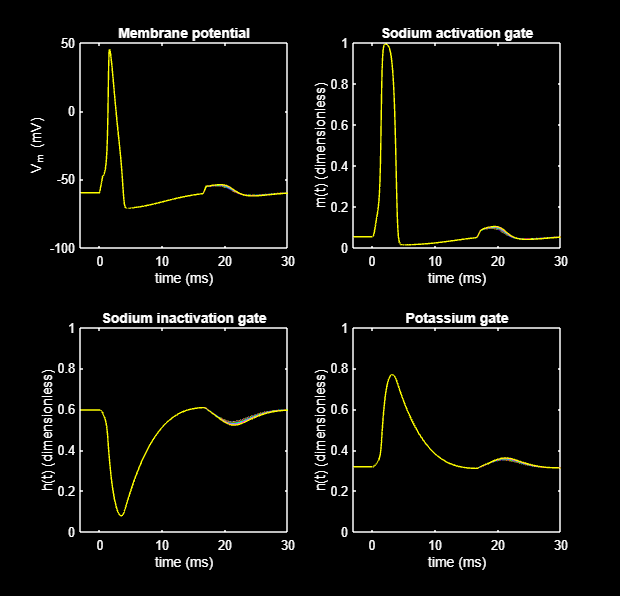 Membrane potential
50
0
-50
-100
V_m (mV)
0 10 20 30
time (ms)
Sodium activation gate
1
0.8
0.6
0.4
0.2
0
m(t) (dimensionless)
0 10 20 30
time (ms)
Sodium inactivation gate
1
0.8
0.6
0.4
0.2
0
h(t) (dimensionless)
0 10 20 30
time (ms)
Potassium gate
1
0.8
0.6
0.4
0.2
0
n(t) (dimensionless)
0 10 20 30
time (ms)